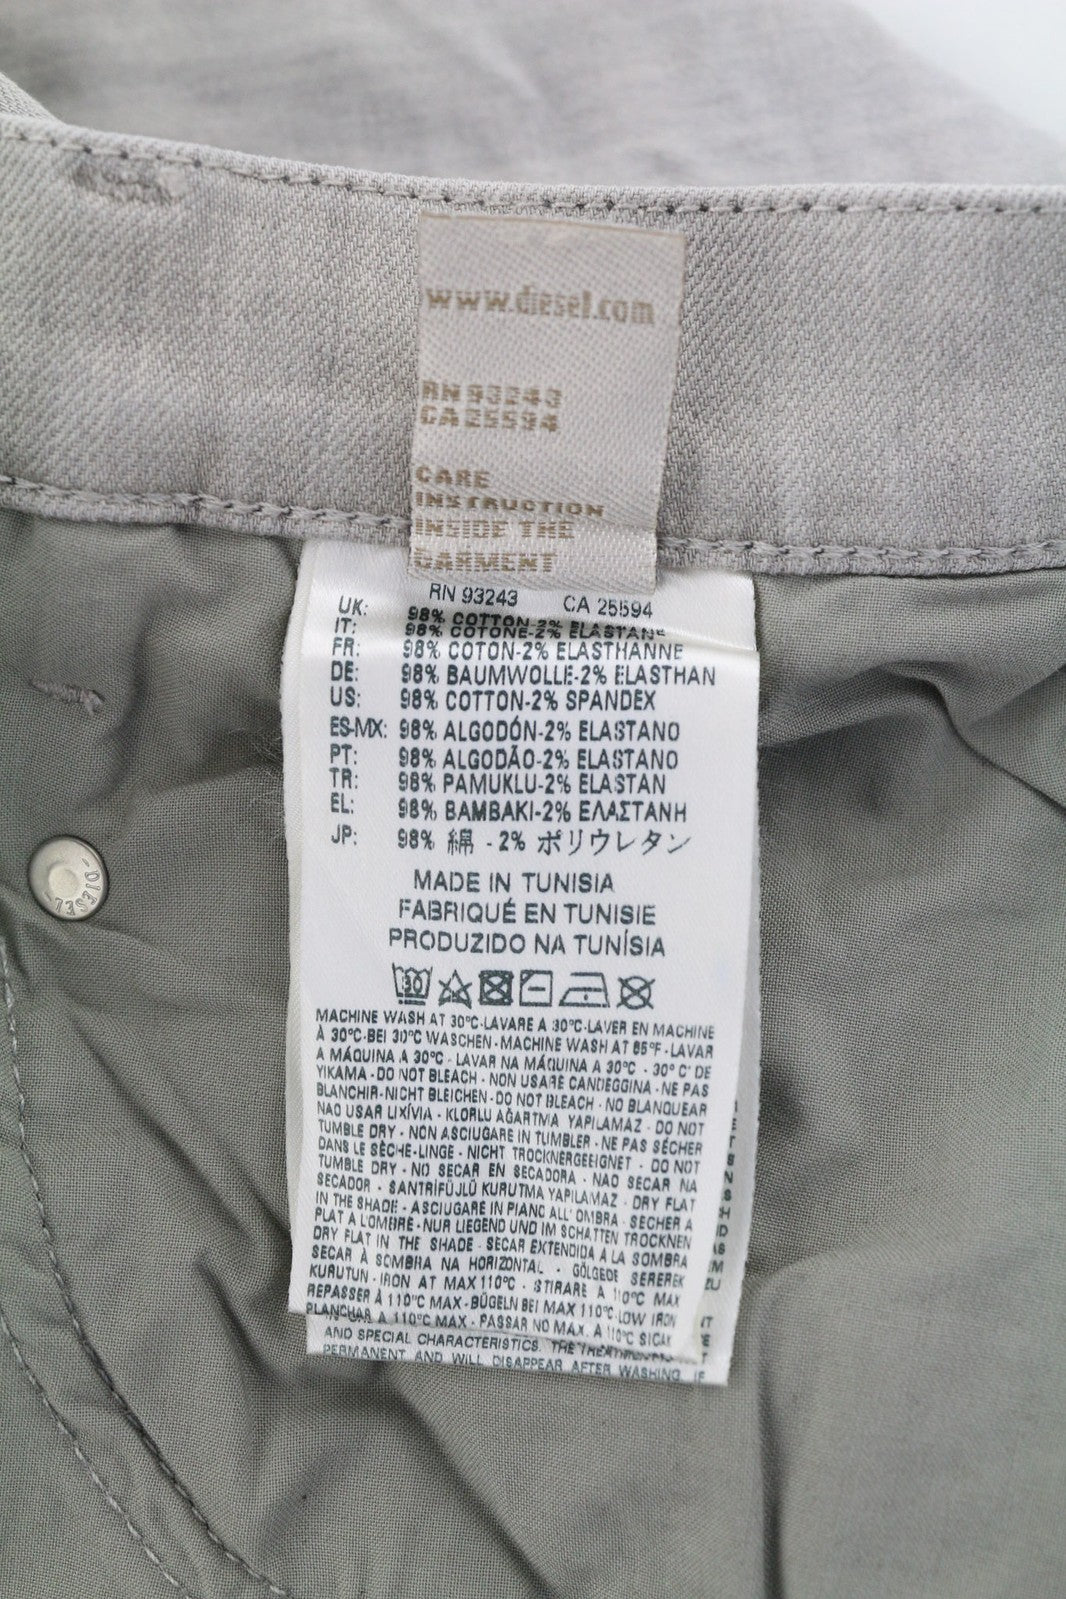 www.diesel.com
RN 93243
CA 25594
CARE
INSTRUCTION
INSIDE THE
GARMENT
RN 93243 CA 25594
UK: 98% COTTON-2% ELASTANE
IT: 98% COTONE-2% ELASTANE
FR: 98% COTON-2% ELASTHANNE
DE: 98% BAUMWOLLE-2% ELASTHAN
US: 98% COTTON-2% SPANDEX
ES-MX: 98% ALGODÓN-2% ELASTANO
PT: 98% ALGODÃO-2% ELASTANO
TR: 98% PAMUKLU-2% ELASTAN
EL: 98% BAMBAKI-2% ΕΛΑΣΤΑΝΗ
JP: 98% 綿 - 2% ポリウレタン
MADE IN TUNISIA
FABRIQUÉ EN TUNISIE
PRODUZIDO NA TUNÍSIA
30
MACHINE WASH AT 30°C-LAVARE A 30°C-LAVER EN MACHINE
À 30°C-BEI 30°C WASCHEN - MACHINE WASH AT 85°F - LAVAR
A MÁQUINA A 30°C - LAVAR NA MÁQUINA A 30°C - 30° C' DE
YIKAMA - DO NOT BLEACH - NON USARE CANDEGGINA - NE PAS
BLANCHIR-NICHT BLEICHEN - DO NOT BLEACH - NO BLANQUEAR
NAO USAR LIXÍVIA - KLORLU AĞARTMA YAPILAMAZ - DO NOT
TUMBLE DRY - NON ASCIUGARE IN TUMBLER - NE PAS SÉCHER
DANS LE SÈCHE-LINGE - NICHT TROCKNERGEEIGNET - DO NOT
TUMBLE DRY - NO SECAR EN SECADORA - NAO SECAR NA
SECADOR - SANTRİFÜJLÜ KURUTMA YAPILAMAZ - DRY FLAT
IN THE SHADE - ASCIUGARE IN PIANO ALL' OMBRA - SÉCHER A
PLAT A L'OMBRE - NUR LIEGEND UND IM SCHATTEN TROCKNEN
DRY FLAT IN THE SHADE - SECAR EXTENDIDA À LA SOMBRA
SECAR À SOMBRA NA HORIZONTAL - GÖLGEDE SEREREK
KURUTUN - IRON AT MAX 110°C - STIRARE A 110°C MAX
REPASSER À 110°C MAX - BÜGELN BEI MAX 110°C-LOW IRON
PLANCHAR A 110°C MAX - PASSAR NO MAX. A 110°C SICAK
AND SPECIAL CHARACTERISTICS. THE
PERMANENT AND WILL DISAPPEAR AFTER WASHING. IF
DIESEL